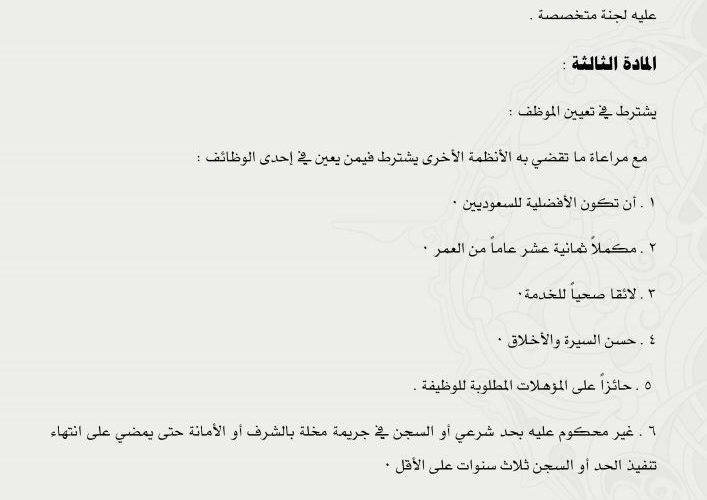 عليه لجنة متخصصة .
المادة الثالثة :
يشترط في تعيين الموظف :
مع مراعاة ما تقضي به الأنظمة الأخرى يشترط فيمن يعين في إحدى الوظائف :
١ . أن تكون الأفضلية للسعوديين ٠
٢ . مكملاً ثمانية عشر عاماً من العمر ٠
٣ . لائقا صحياً للخدمة٠
٤ . حسن السيرة والأخلاق ٠
٥ . حائزاً على المؤهلات المطلوبة للوظيفة .
٦ . غير محكوم عليه بحد شرعي أو السجن في جريمة مخلة بالشرف أو الأمانة حتى يمضي على انتهاء
تنفيذ الحد أو السجن ثلاث سنوات على الأقل ٠